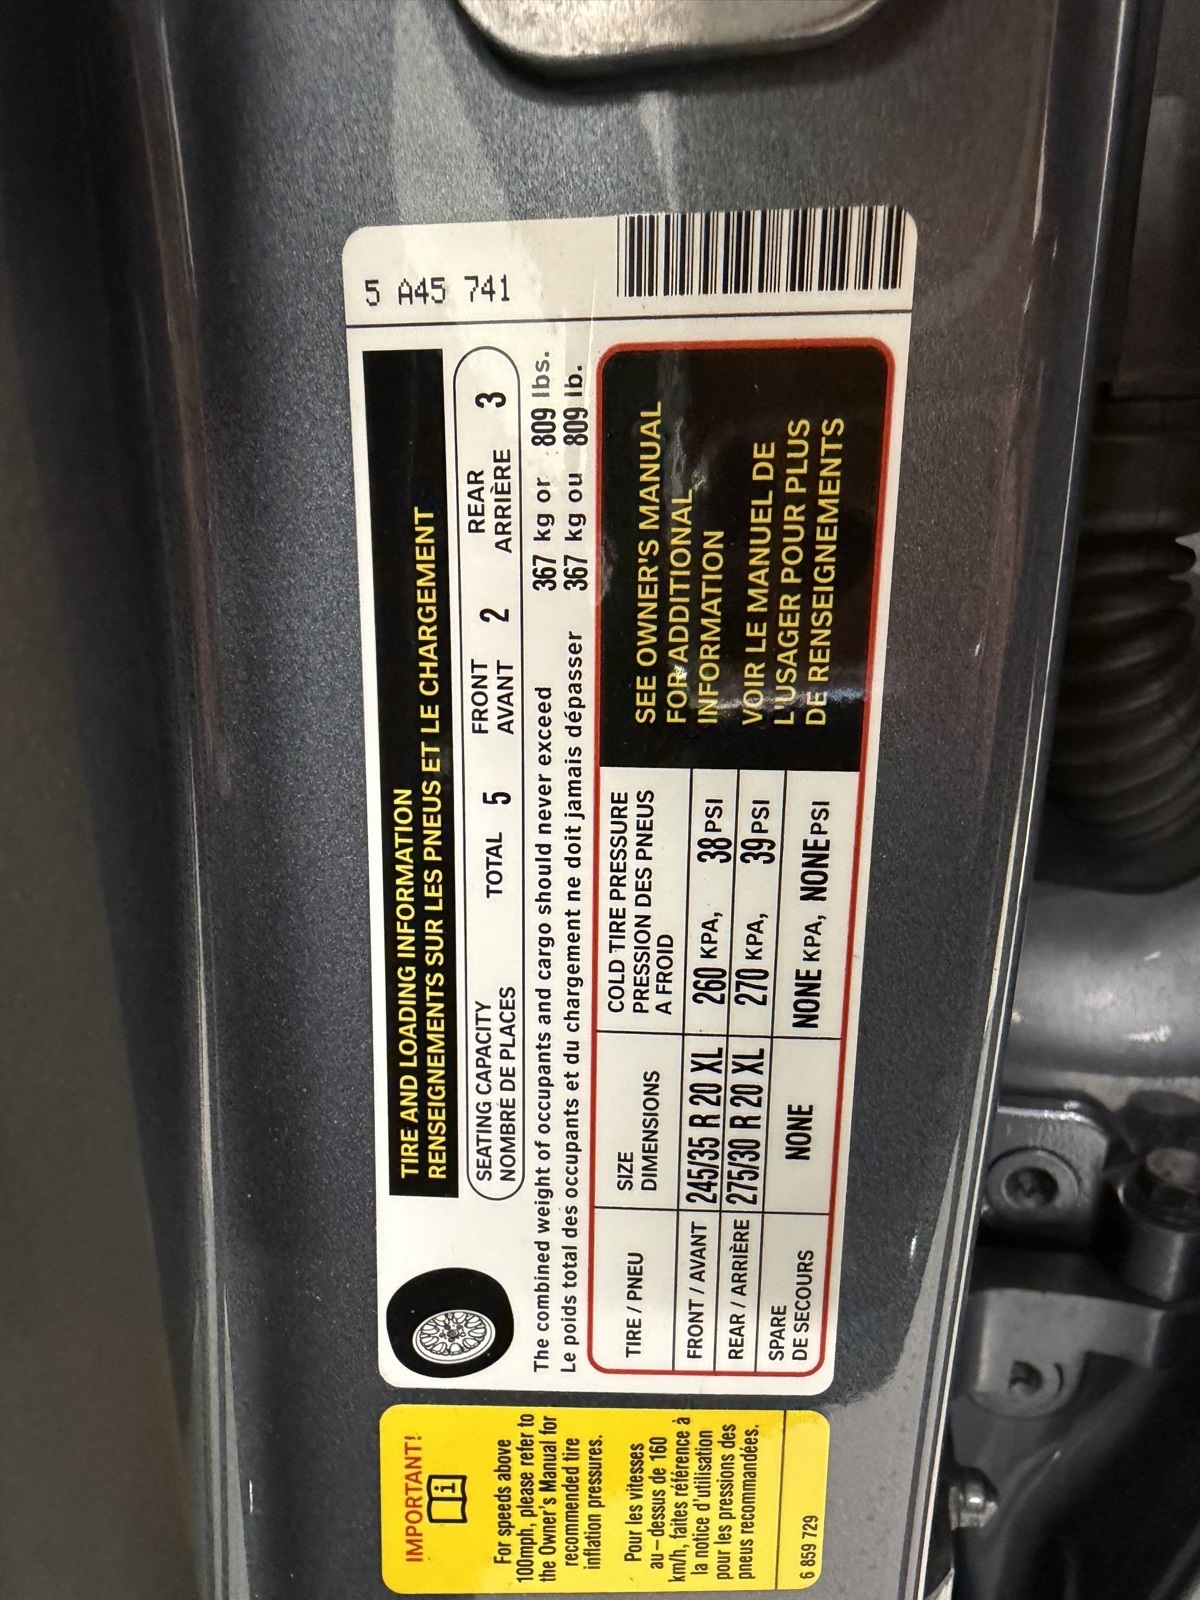 5 A45 741
TIRE AND LOADING INFORMATION
RENSEIGNEMENTS SUR LES PNEUS ET LE CHARGEMENT
SEATING CAPACITY
NOMBRE DE PLACES
TOTAL 5
FRONT
AVANT 2
REAR
ARRIÈRE 3
The combined weight of occupants and cargo should never exceed 367 kg or 809 lbs.
Le poids total des occupants et du chargement ne doit jamais dépasser 367 kg ou 809 lb.
TIRE / PNEU
SIZE
DIMENSIONS
COLD TIRE PRESSURE
PRESSION DES PNEUS
A FROID
FRONT / AVANT 245/35 R 20 XL 260 KPA, 38 PSI
REAR / ARRIÈRE 275/30 R 20 XL 270 KPA, 39 PSI
SPARE
DE SECOURS NONE NONE KPA, NONE PSI
SEE OWNER'S MANUAL
FOR ADDITIONAL
INFORMATION
VOIR LE MANUEL DE
L'USAGER POUR PLUS
DE RENSEIGNEMENTS
IMPORTANT!
i
For speeds above
100mph, please refer to
the Owner's Manual for
recommended tire
inflation pressures.
Pour les vitesses
au–dessus de 160
km/h, faites référence à
la notice d'utilisation
pour les pressions des
pneus recommandées.
6 859 729